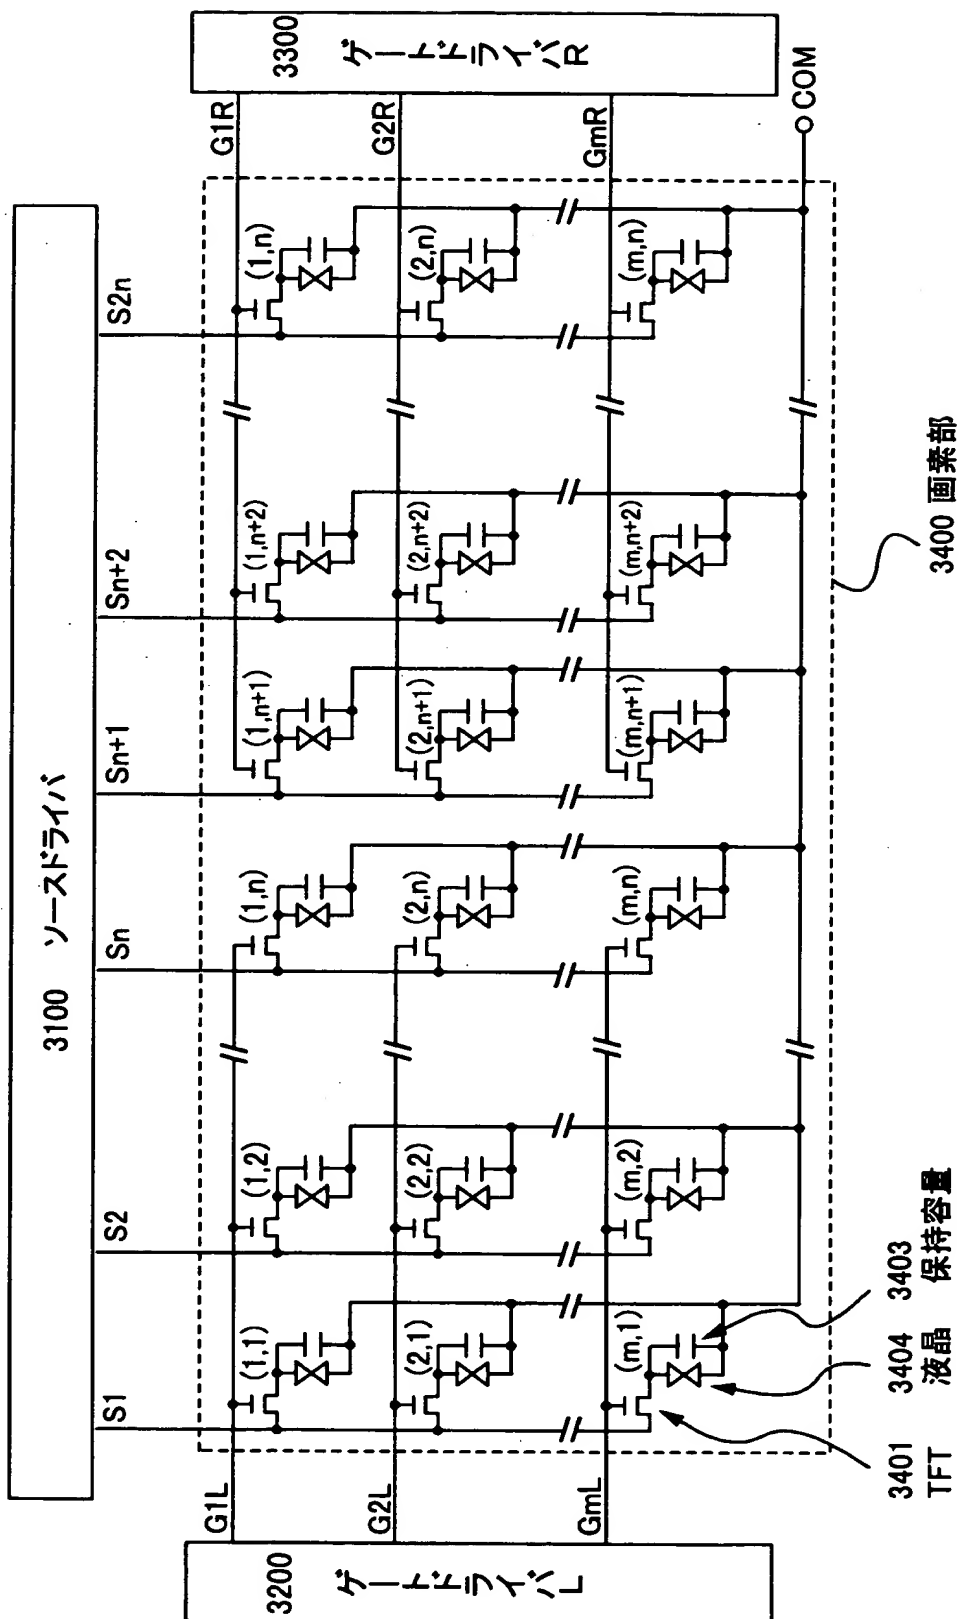 3100 ソースドライバ
S1
S2
Sn
Sn+1
Sn+2
S2n
3200
ゲートドライバL
3300
ゲートドライバR
G1L
G1R
(1,1)
(1,2)
(1,n)
(1,n+1)
(1,n+2)
(1,n)
G2L
G2R
(2,1)
(2,2)
(2,n)
(2,n+1)
(2,n+2)
(2,n)
GmL
GmR
(m,1)
(m,2)
(m,n)
(m,n+1)
(m,n+2)
(m,n)
COM
3401
TFT
3404
液晶
3403
保持容量
3400 画素部